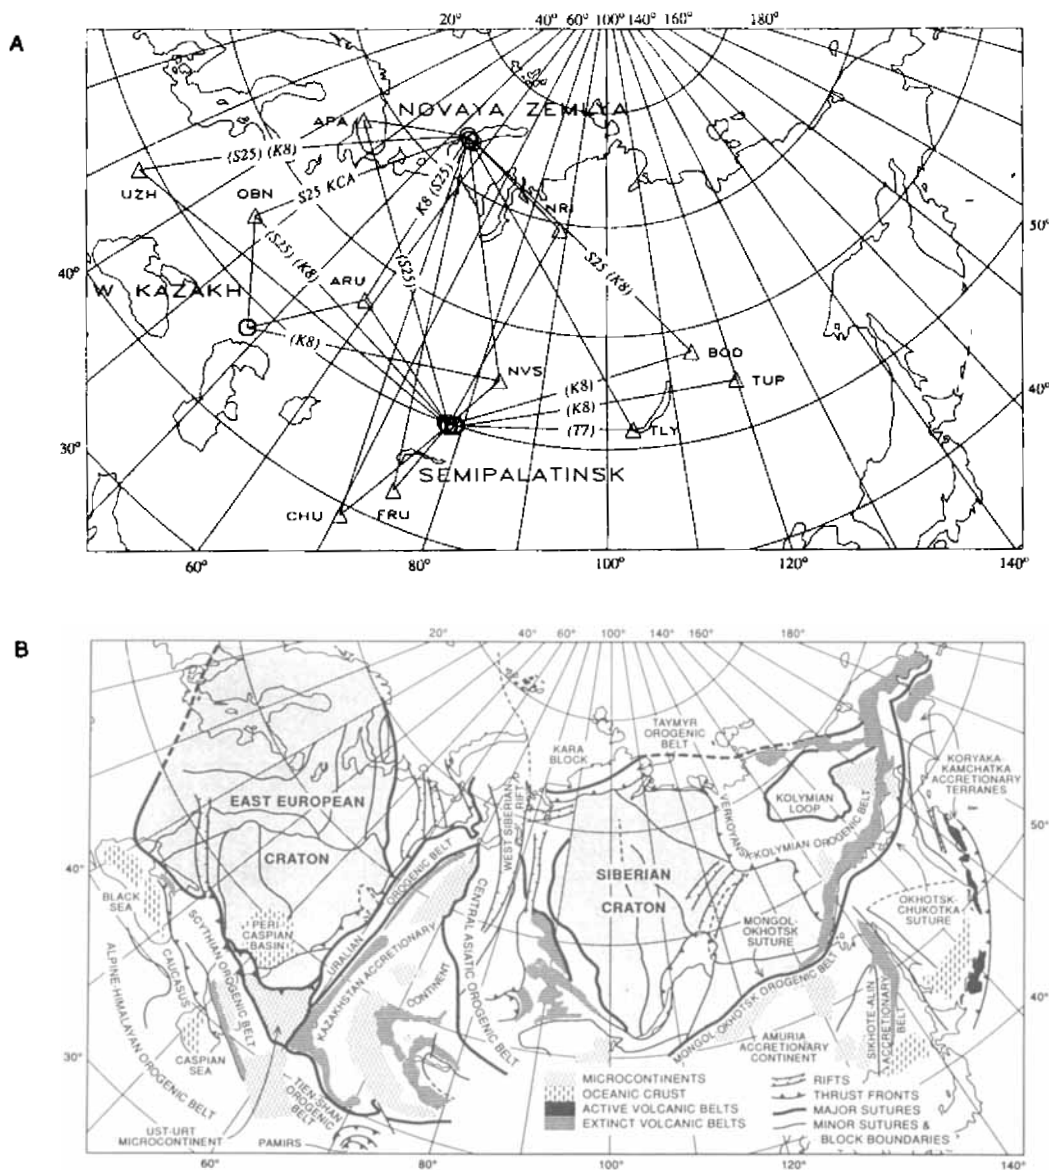 A
20° 40° 60° 100° 140° 160° 180°
NOVAYA ZEMLYA
APA
(S25) (K8)
UZH
OBN
S25 KCA
K8 (S25)
NRI
50°
(S25) (K8)
(S25)
S25 (K8)
40°
ARU
W KAZAKH
(K8)
NVS
BOD
(K8)
TUP
40°
(K8)
(T7)
TLY
30°
SEMIPALATINSK
CHU
FRU
60° 80° 100° 120° 140°
B
20° 40° 60° 100° 140° 160° 180°
TAYMYR
OROGENIC
BELT
KARA
BLOCK
KORYAKA-
KAMCHATKA
ACCRETIONARY
TERRANES
EAST EUROPEAN
CRATON
WEST SIBERIAN
RIFT
KOLYMIAN
LOOP
VERKOYANSK-KOLYMIAN OROGENIC BELT
50°
40°
SIBERIAN
CRATON
BLACK
SEA
PERI-
CASPIAN
BASIN
URALIAN OROGENIC BELT
CENTRAL ASIATIC OROGENIC BELT
MONGOL-
OKHOTSK
SUTURE
OKHOTSK-
CHUKOTKA
SUTURE
SCYTHIAN OROGENIC BELT
CAUCASUS
KAZAKHSTAN ACCRETIONARY
CONTINENT
ALPINE-HIMALAYAN OROGENIC BELT
MONGOL-OKHOTSK OROGENIC BELT
SIKHOTE-ALIN
ACCRETIONARY
BELT
40°
CASPIAN
SEA
AMURIA
ACCRETIONARY
CONTINENT
30°
TIEN-SHAN
OROGENIC
BELT
UST-URT
MICROCONTINENT
PAMIRS
MICROCONTINENTS
OCEANIC CRUST
ACTIVE VOLCANIC BELTS
EXTINCT VOLCANIC BELTS
RIFTS
THRUST FRONTS
MAJOR SUTURES
MINOR SUTURES &
BLOCK BOUNDARIES
60° 80° 100° 120° 140°